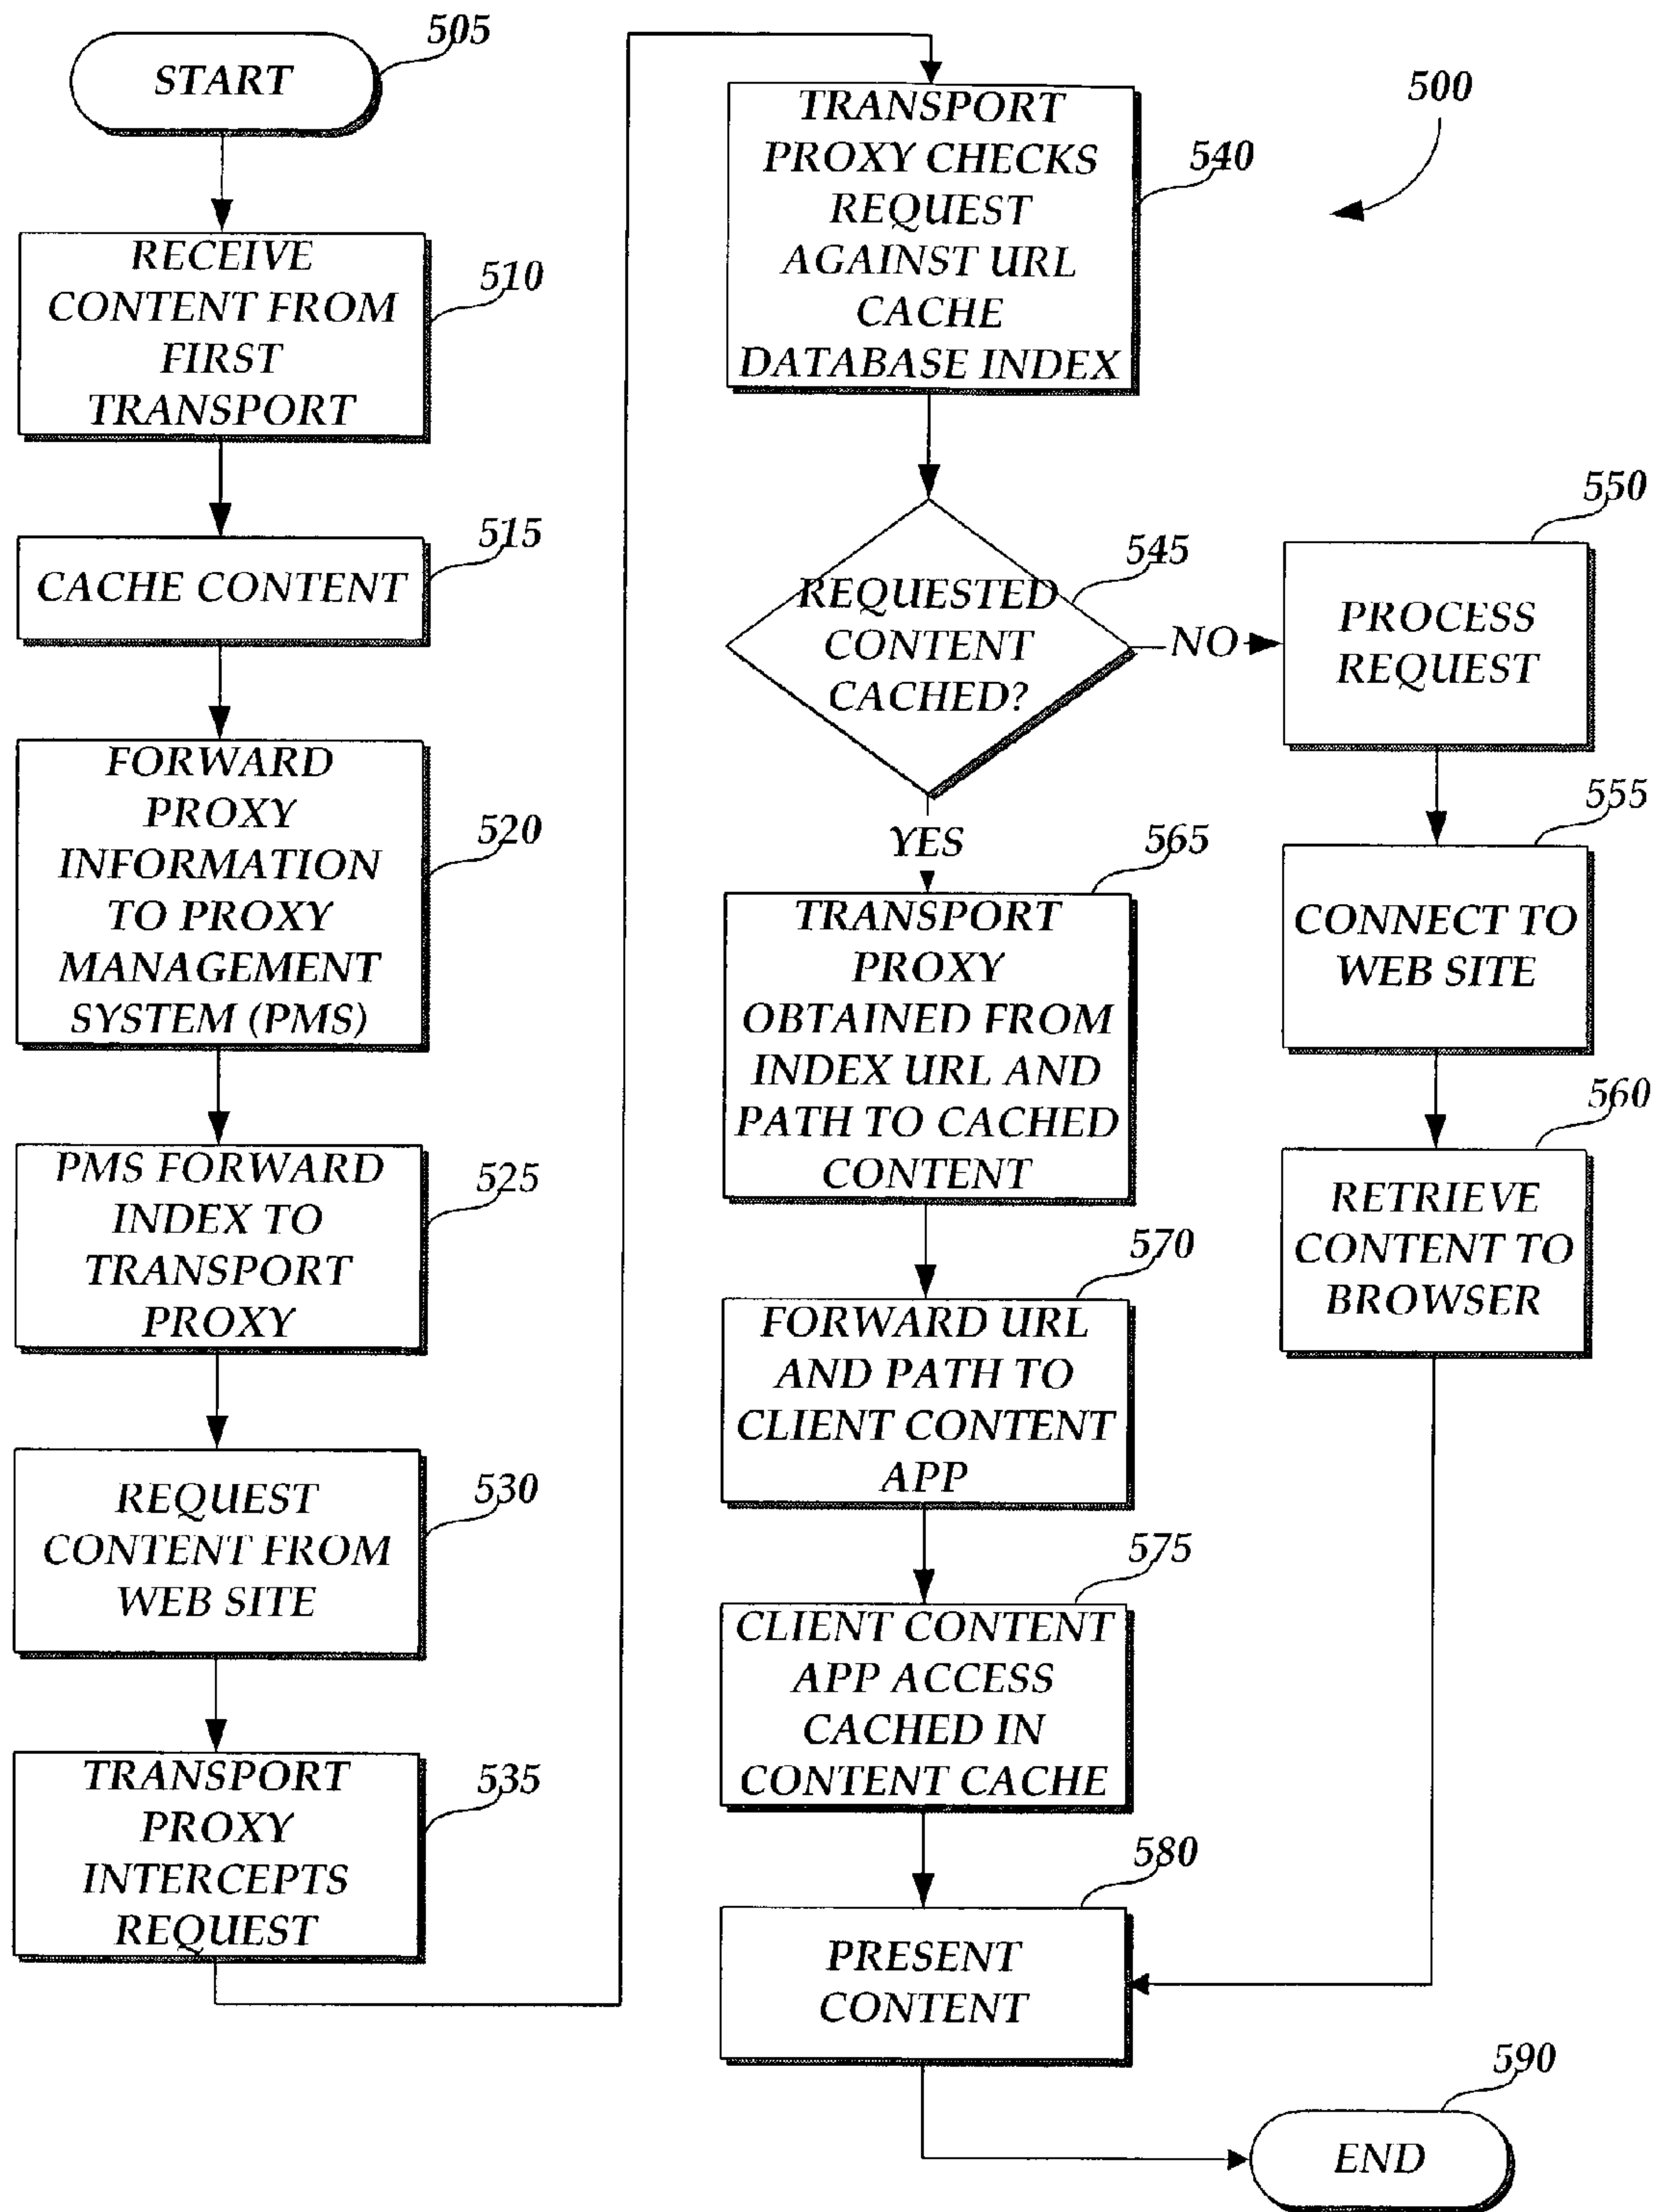 505
START
RECEIVE
CONTENT FROM
FIRST
TRANSPORT
510
CACHE CONTENT
515
FORWARD
PROXY
INFORMATION
TO PROXY
MANAGEMENT
SYSTEM (PMS)
520
PMS FORWARD
INDEX TO
TRANSPORT
PROXY
525
REQUEST
CONTENT FROM
WEB SITE
530
TRANSPORT
PROXY
INTERCEPTS
REQUEST
535
500
TRANSPORT
PROXY CHECKS
REQUEST
AGAINST URL
CACHE
DATABASE INDEX
540
REQUESTED
CONTENT
CACHED?
545
NO
YES
550
PROCESS
REQUEST
555
CONNECT TO
WEB SITE
560
RETRIEVE
CONTENT TO
BROWSER
565
TRANSPORT
PROXY
OBTAINED FROM
INDEX URL AND
PATH TO CACHED
CONTENT
570
FORWARD URL
AND PATH TO
CLIENT CONTENT
APP
575
CLIENT CONTENT
APP ACCESS
CACHED IN
CONTENT CACHE
580
PRESENT
CONTENT
590
END